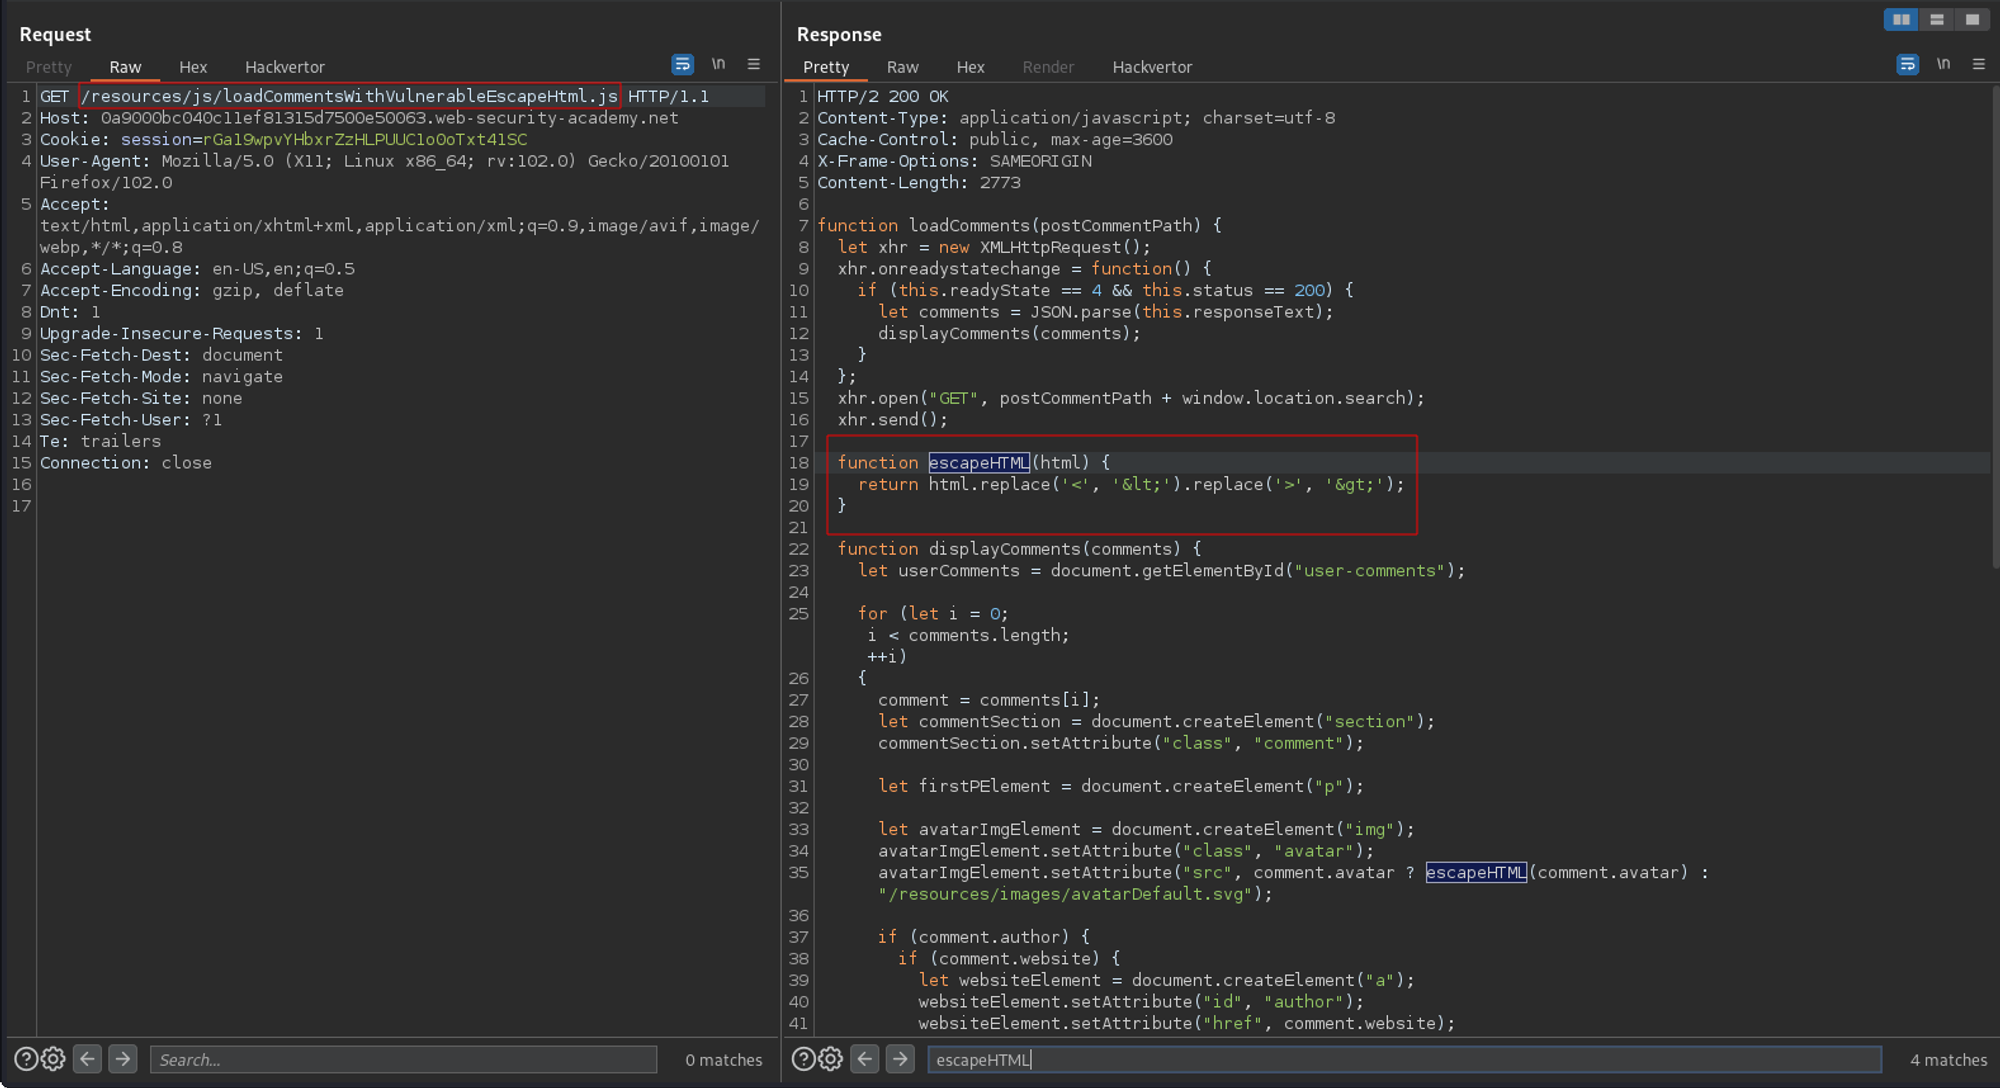 Request
Pretty Raw Hex Hackvertor \n
1 GET /resources/js/loadCommentsWithVulnerableEscapeHtml.js HTTP/1.1
2 Host: 0a9000bc040c11ef81315d7500e50063.web-security-academy.net
3 Cookie: session=rGal9wpvYHbxrZzHLPUUClo0oTxt4lSC
4 User-Agent: Mozilla/5.0 (X11; Linux x86_64; rv:102.0) Gecko/20100101
Firefox/102.0
5 Accept:
text/html,application/xhtml+xml,application/xml;q=0.9,image/avif,image/
webp,*/*;q=0.8
6 Accept-Language: en-US,en;q=0.5
7 Accept-Encoding: gzip, deflate
8 Dnt: 1
9 Upgrade-Insecure-Requests: 1
10 Sec-Fetch-Dest: document
11 Sec-Fetch-Mode: navigate
12 Sec-Fetch-Site: none
13 Sec-Fetch-User: ?1
14 Te: trailers
15 Connection: close
16
17
Search...
0 matches
Response
Pretty Raw Hex Render Hackvertor \n
1 HTTP/2 200 OK
2 Content-Type: application/javascript; charset=utf-8
3 Cache-Control: public, max-age=3600
4 X-Frame-Options: SAMEORIGIN
5 Content-Length: 2773
6
7 function loadComments(postCommentPath) {
8 let xhr = new XMLHttpRequest();
9 xhr.onreadystatechange = function() {
10 if (this.readyState == 4 && this.status == 200) {
11 let comments = JSON.parse(this.responseText);
12 displayComments(comments);
13 }
14 };
15 xhr.open("GET", postCommentPath + window.location.search);
16 xhr.send();
17
18 function escapeHTML(html) {
19 return html.replace('<', '&lt;').replace('>', '&gt;');
20 }
21
22 function displayComments(comments) {
23 let userComments = document.getElementById("user-comments");
24
25 for (let i = 0;
i < comments.length;
++i)
26 {
27 comment = comments[i];
28 let commentSection = document.createElement("section");
29 commentSection.setAttribute("class", "comment");
30
31 let firstPElement = document.createElement("p");
32
33 let avatarImgElement = document.createElement("img");
34 avatarImgElement.setAttribute("class", "avatar");
35 avatarImgElement.setAttribute("src", comment.avatar ? escapeHTML(comment.avatar) :
"/resources/images/avatarDefault.svg");
36
37 if (comment.author) {
38 if (comment.website) {
39 let websiteElement = document.createElement("a");
40 websiteElement.setAttribute("id", "author");
41 websiteElement.setAttribute("href", comment.website);
escapeHTML
4 matches